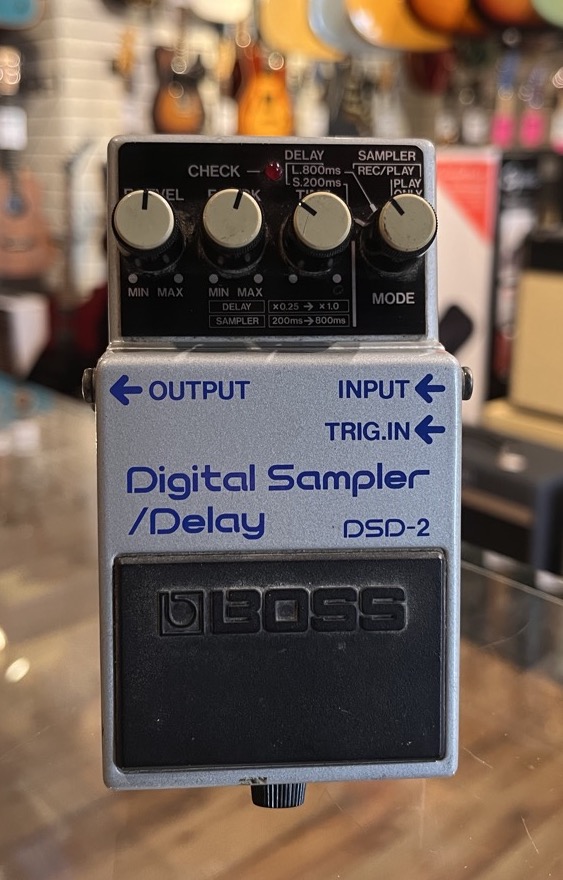 CHECK
DELAY
L.800ms
S.200ms
SAMPLER
REC/PLAY
PLAY
MIN MAX
MIN MAX
MODE
DELAY ×0.25 → ×1.0
SAMPLER 200ms→800ms
← OUTPUT
INPUT ←
TRIG.IN ←
Digital Sampler
/Delay
DSD-2
BOSS